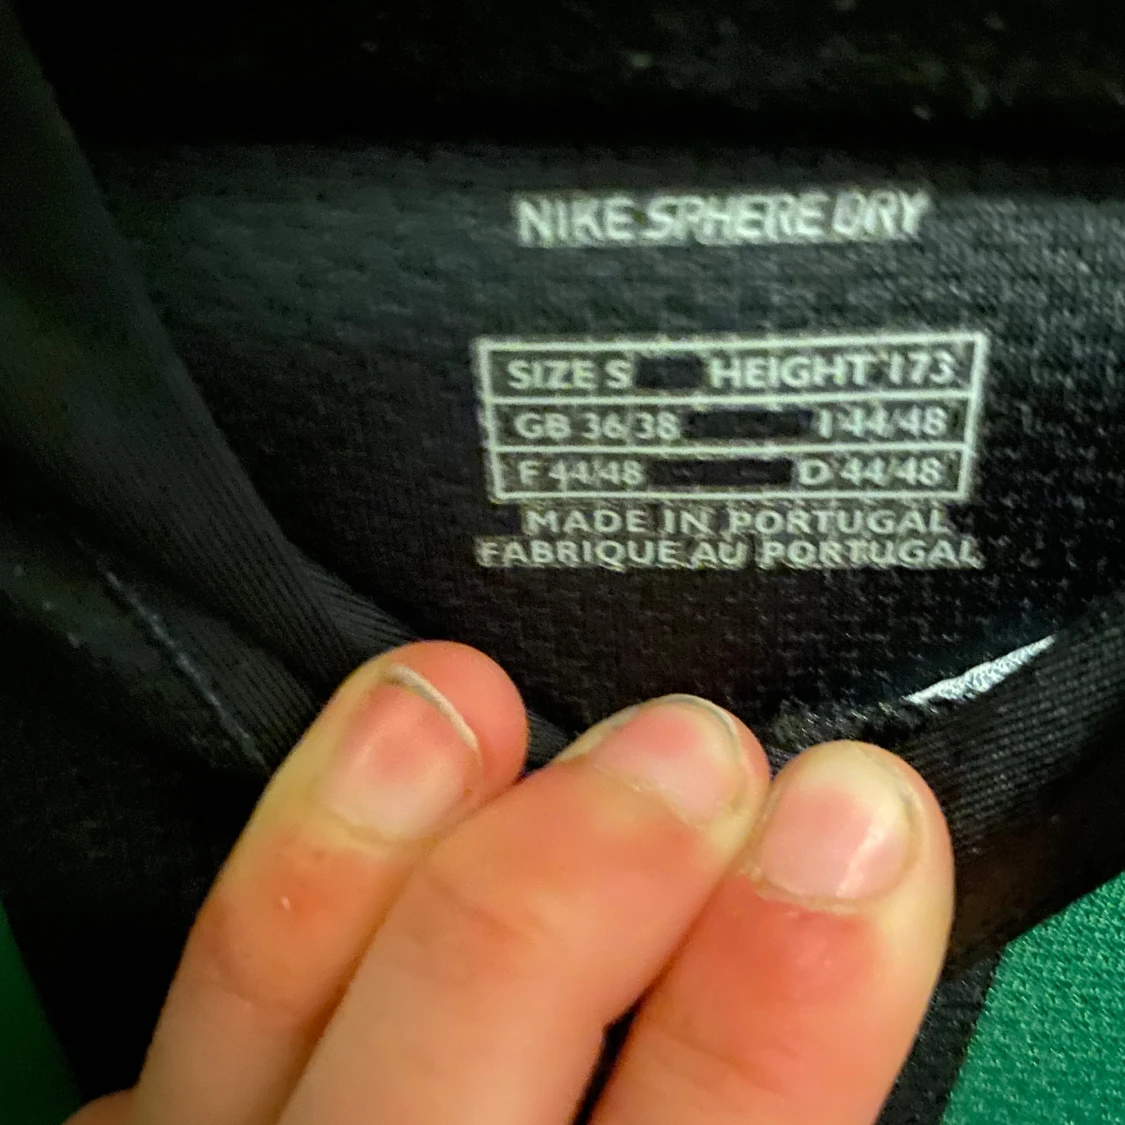 NIKE SPHERE DRY
SIZE S HEIGHT 173
GB 36/38 I 44/48
F 44/48 D 44/48
MADE IN PORTUGAL
FABRIQUE AU PORTUGAL